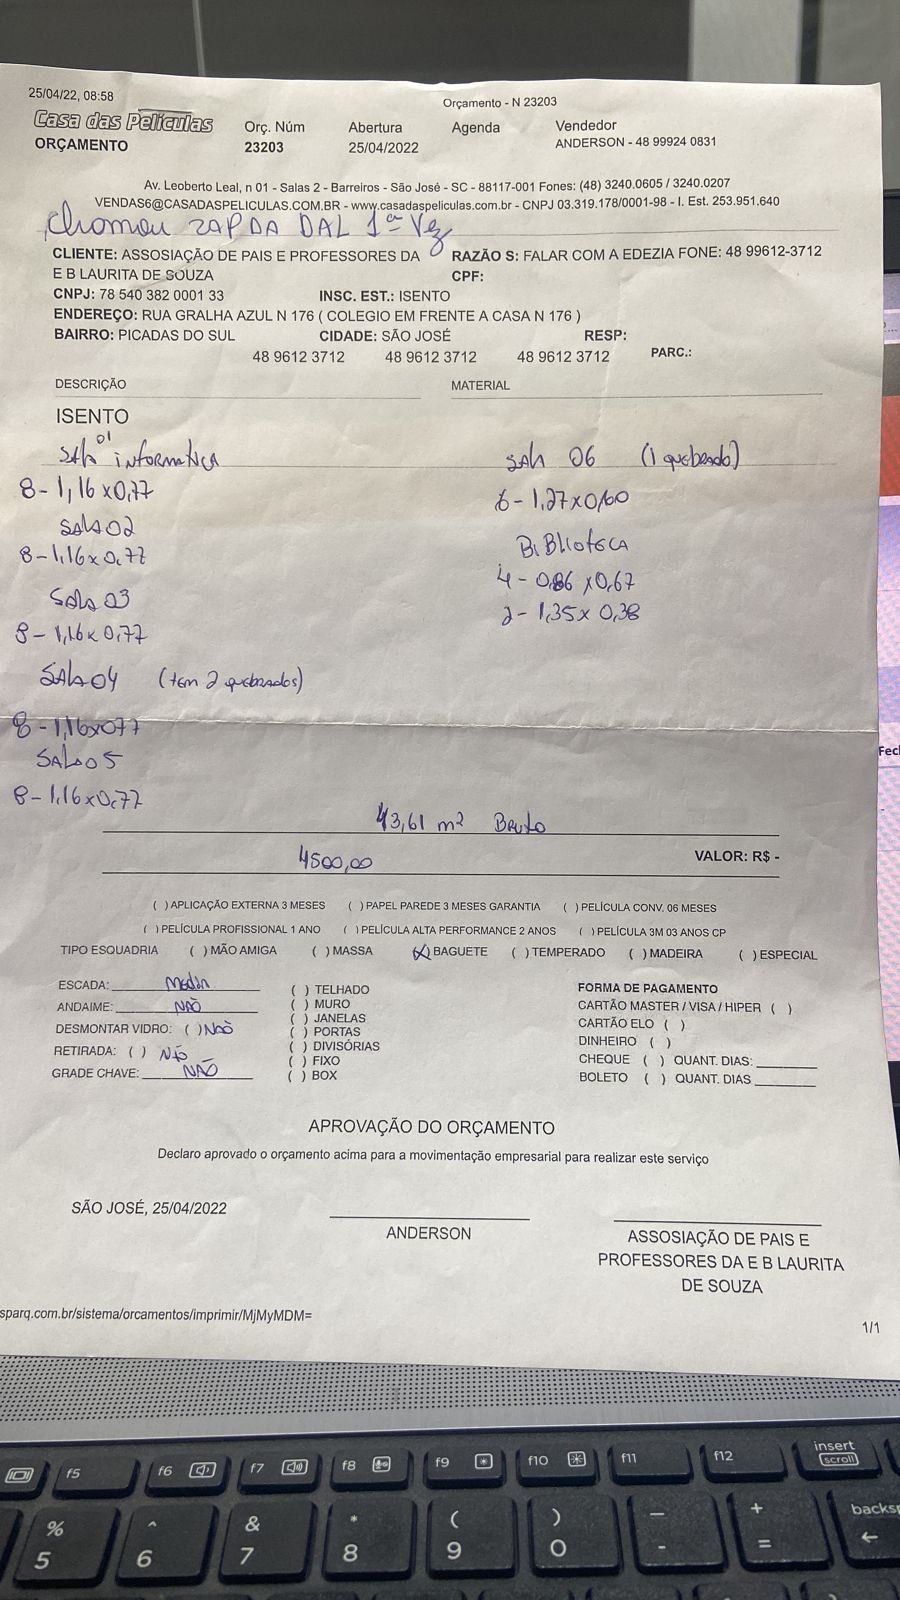 25/04/22, 08:58
Orçamento - N 23203
Casa das Películas
ORÇAMENTO
Orç. Núm
23203
Abertura
25/04/2022
Agenda
Vendedor
ANDERSON - 48 99924 0831
Av. Leoberto Leal, n 01 - Salas 2 - Barreiros - São José - SC - 88117-001 Fones: (48) 3240.0605 / 3240.0207
VENDAS6@CASADASPELICULAS.COM.BR - www.casadaspeliculas.com.br - CNPJ 03.319.178/0001-98 - I. Est. 253.951.640
chamou ZAP DA DAL 1ª Vez
CLIENTE: ASSOSIAÇÃO DE PAIS E PROFESSORES DA
E B LAURITA DE SOUZA
RAZÃO S: FALAR COM A EDEZIA FONE: 48 99612-3712
CPF:
CNPJ: 78 540 382 0001 33 INSC. EST.: ISENTO
ENDEREÇO: RUA GRALHA AZUL N 176 ( COLEGIO EM FRENTE A CASA N 176 )
BAIRRO: PICADAS DO SUL CIDADE: SÃO JOSÉ RESP:
48 9612 3712 48 9612 3712 48 9612 3712 PARC.:
DESCRIÇÃO MATERIAL
ISENTO
SALA 01 INFORMATICA
8 - 1,16 x 0,77
SALA 02
8 - 1,16 x 0,77
SALA 03
8 - 1,16 x 0,77
SALA 04 (tem 2 quebrados)
8 - 1,16x077
SALA 05
8 - 1,16 x 0,77
SALA 06 (1 quebrado)
6 - 1,27 x 0,60
BiBlioteca
4 - 0,86 x 0,67
2 - 1,35 x 0,38
43,61 m² Bruto
4500,00 VALOR: R$ -
( ) APLICAÇÃO EXTERNA 3 MESES ( ) PAPEL PAREDE 3 MESES GARANTIA ( ) PELÍCULA CONV. 06 MESES
( ) PELÍCULA PROFISSIONAL 1 ANO ( ) PELÍCULA ALTA PERFORMANCE 2 ANOS ( ) PELÍCULA 3M 03 ANOS CP
TIPO ESQUADRIA ( ) MÃO AMIGA ( ) MASSA (X) BAGUETE ( ) TEMPERADO ( ) MADEIRA ( ) ESPECIAL
ESCADA: Media
ANDAIME: NÃO
DESMONTAR VIDRO: ( ) NÃO
RETIRADA: ( ) NÃO
GRADE CHAVE: NÃO
( ) TELHADO
( ) MURO
( ) JANELAS
( ) PORTAS
( ) DIVISÓRIAS
( ) FIXO
( ) BOX
FORMA DE PAGAMENTO
CARTÃO MASTER / VISA / HIPER ( )
CARTÃO ELO ( )
DINHEIRO ( )
CHEQUE ( ) QUANT. DIAS:
BOLETO ( ) QUANT. DIAS
APROVAÇÃO DO ORÇAMENTO
Declaro aprovado o orçamento acima para a movimentação empresarial para realizar este serviço
SÃO JOSÉ, 25/04/2022
ANDERSON
ASSOSIAÇÃO DE PAIS E
PROFESSORES DA E B LAURITA
DE SOUZA
sparq.com.br/sistema/orcamentos/imprimir/MjMyMDM=
1/1
Fech
f5 f6 f7 f8 f9 f10 f11 f12 insert
scroll
% ^ & * ( ) — + backsp
5 6 7 8 9 0 - = ←